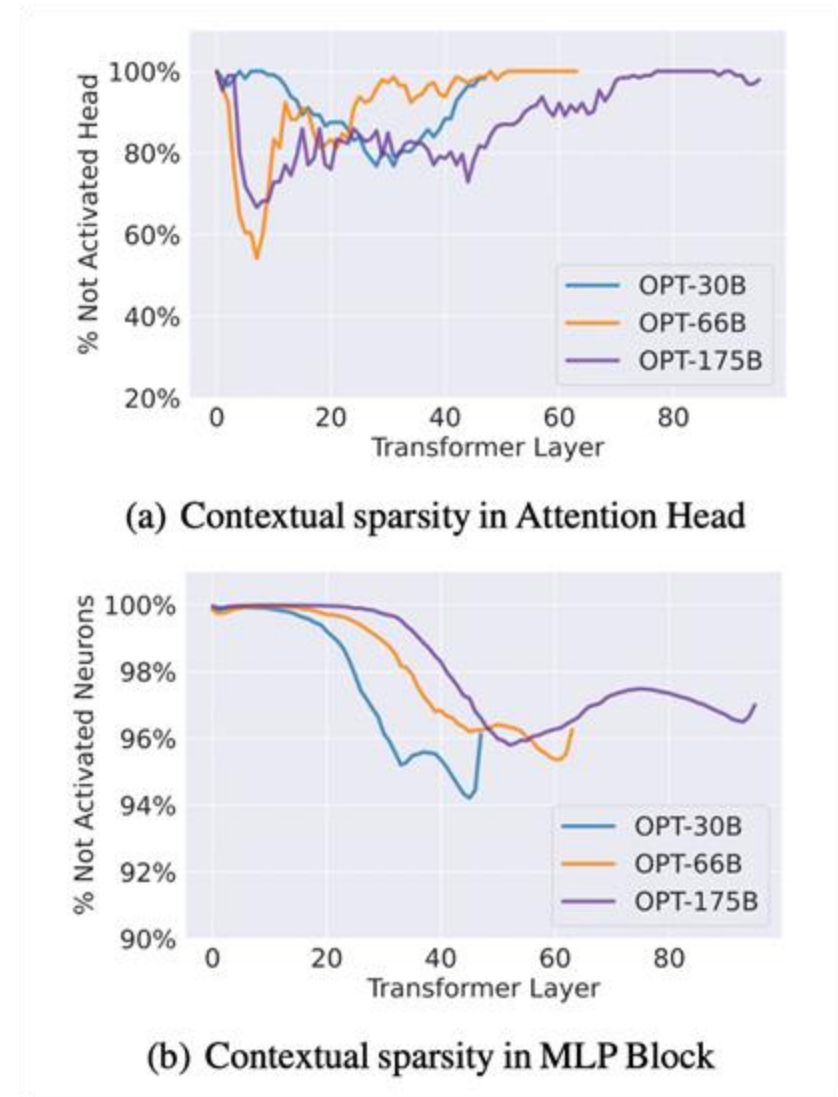 % Not Activated Head
100%
80%
60%
40%
20%
0 20 40 60 80
Transformer Layer
OPT-30B
OPT-66B
OPT-175B
(a) Contextual sparsity in Attention Head
% Not Activated Neurons
100%
98%
96%
94%
92%
90%
0 20 40 60 80
Transformer Layer
OPT-30B
OPT-66B
OPT-175B
(b) Contextual sparsity in MLP Block